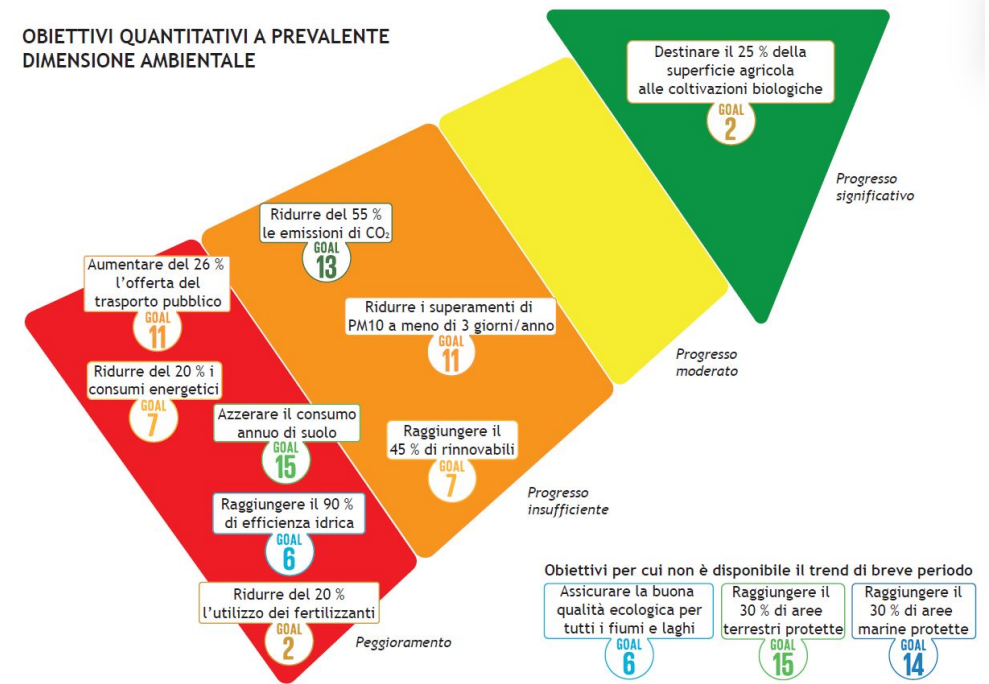 OBIETTIVI QUANTITATIVI A PREVALENTE
DIMENSIONE AMBIENTALE
Destinare il 25 % della
superficie agricola
alle coltivazioni biologiche
GOAL
2
Progresso
significativo
Ridurre del 55 %
le emissioni di CO₂
GOAL
13
Aumentare del 26 %
l'offerta del
trasporto pubblico
GOAL
11
Ridurre i superamenti di
PM10 a meno di 3 giorni/anno
GOAL
11
Progresso
moderato
Ridurre del 20 % i
consumi energetici
GOAL
7
Azzerare il consumo
annuo di suolo
GOAL
15
Raggiungere il
45 % di rinnovabili
GOAL
7
Progresso
insufficiente
Raggiungere il 90 %
di efficienza idrica
GOAL
6
Ridurre del 20 %
l'utilizzo dei fertilizzanti
GOAL
2
Peggioramento
Obiettivi per cui non è disponibile il trend di breve periodo
Assicurare la buona
qualità ecologica per
tutti i fiumi e laghi
GOAL
6
Raggiungere il
30 % di aree
terrestri protette
GOAL
15
Raggiungere il
30 % di aree
marine protette
GOAL
14